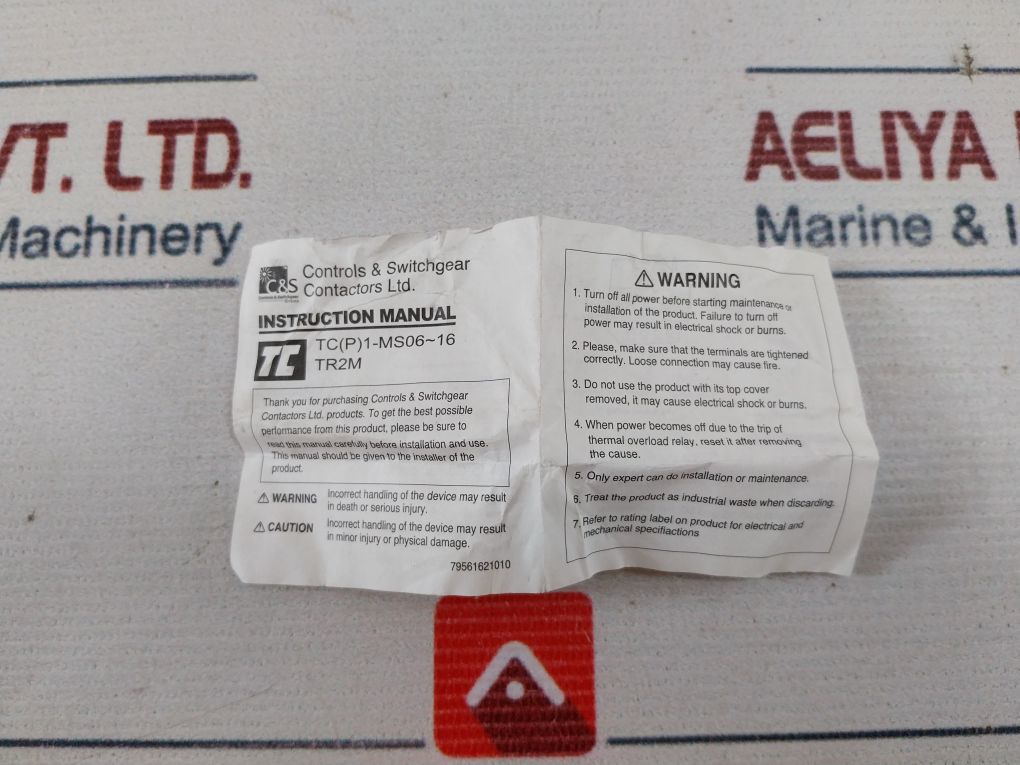 VT. LTD.
Machinery
AELIYA
Marine & I
C&S
Controls & Switchgear
Contactors Ltd.
INSTRUCTION MANUAL
TC
TC(P)1-MS06~16
TR2M
Thank you for purchasing Controls & Switchgear
Contactors Ltd. products. To get the best possible
performance from this product, please be sure to
read this manual carefully before installation and use.
This manual should be given to the installer of the
product.
⚠ WARNING Incorrect handling of the device may result
in death or serious injury.
⚠ CAUTION Incorrect handling of the device may result
in minor injury or physical damage.
79561621010
⚠ WARNING
1. Turn off all power before starting maintenance or
installation of the product. Failure to turn off
power may result in electrical shock or burns.
2. Please, make sure that the terminals are tightened
correctly. Loose connection may cause fire.
3. Do not use the product with its top cover
removed, it may cause electrical shock or burns.
4. When power becomes off due to the trip of
thermal overload relay, reset it after removing
the cause.
5. Only expert can do installation or maintenance.
6. Treat the product as industrial waste when discarding.
7. Refer to rating label on product for electrical and
mechanical specifiactions